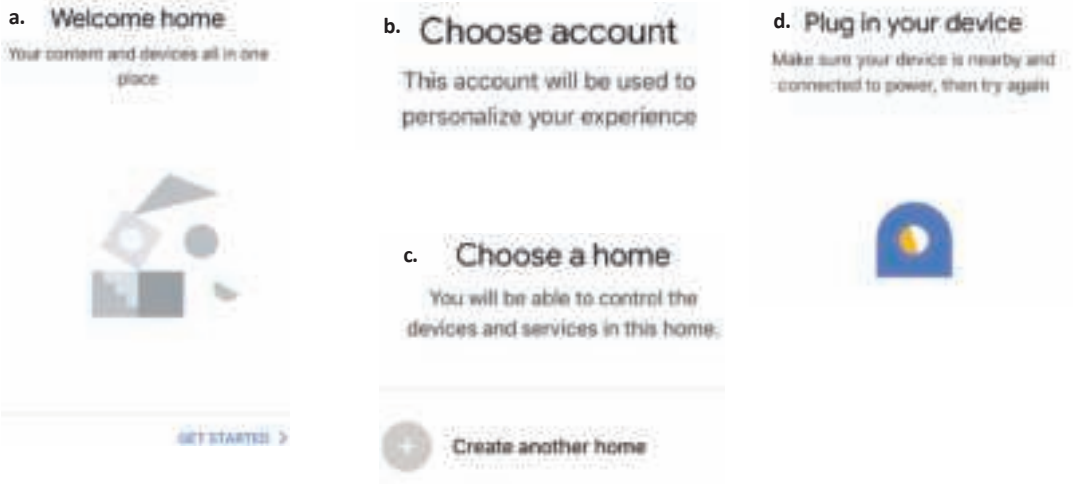 a. Welcome home
Your content and devices all in one
place
GET STARTED >
b. Choose account
This account will be used to
personalize your experience
c. Choose a home
You will be able to control the
devices and services in this home.
+ Create another home
d. Plug in your device
Make sure your device is nearby and
connected to power, then try again